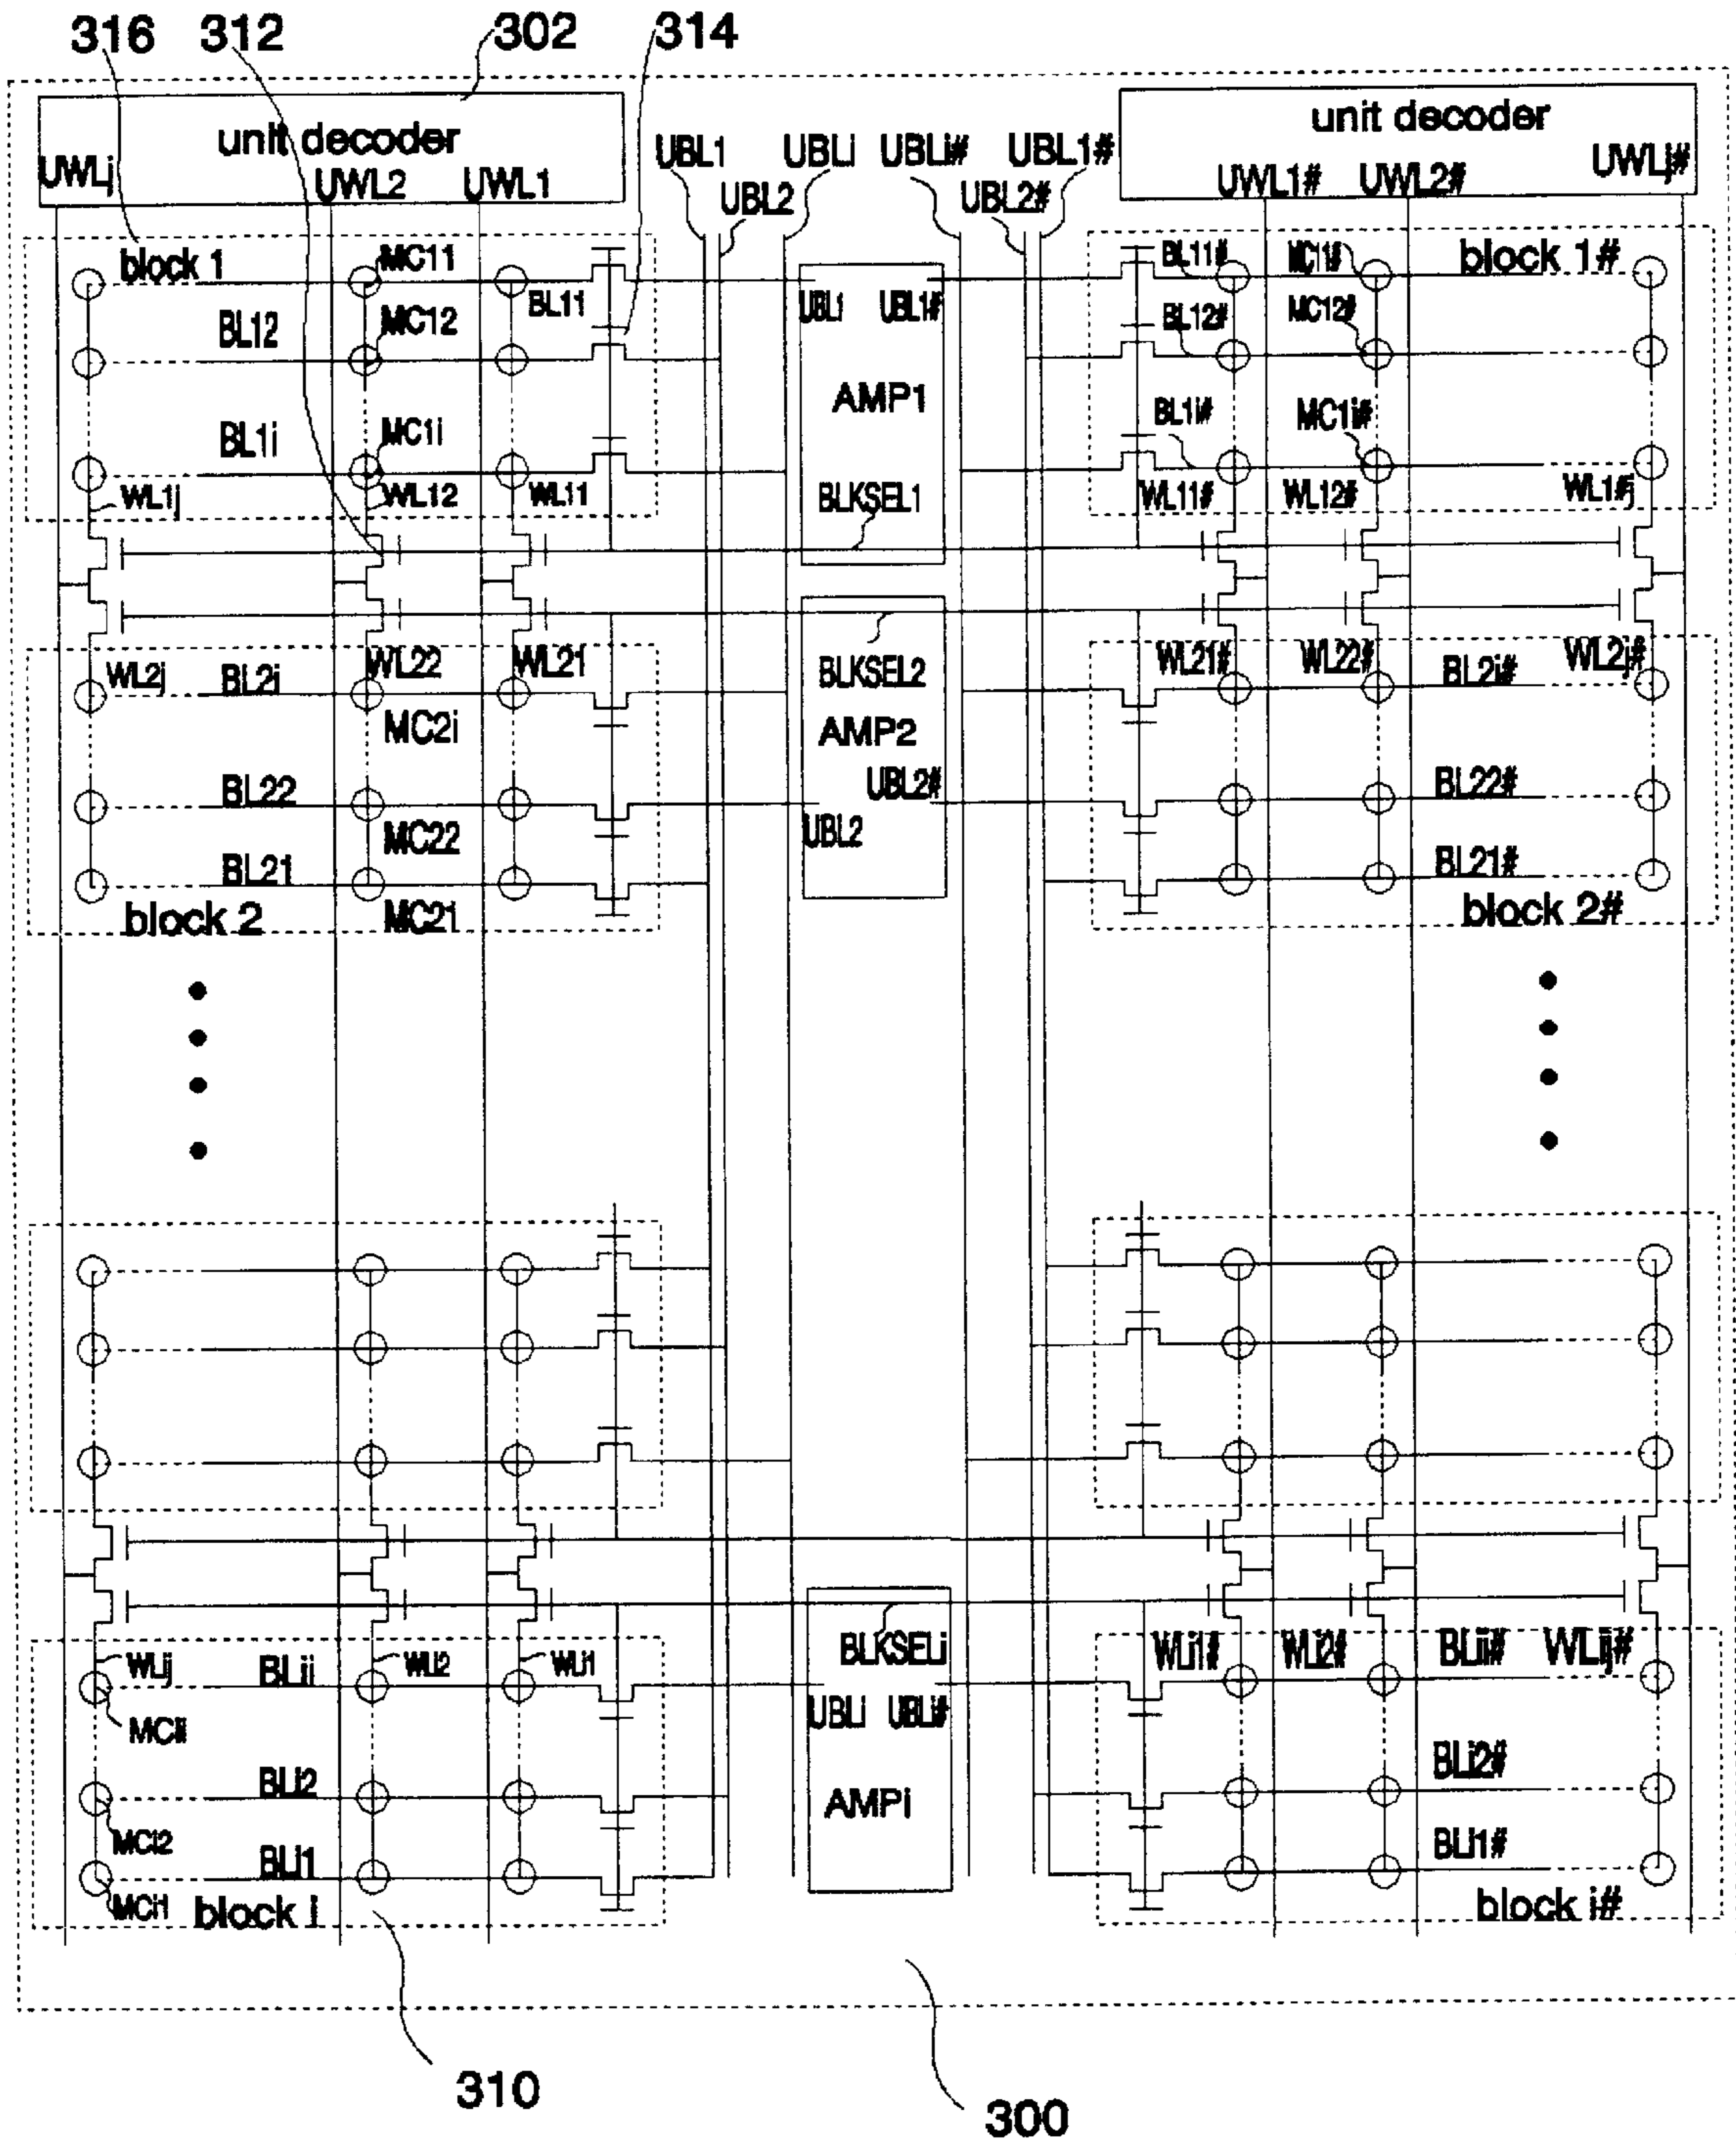 316 312 302 314
unit decoder
UWLj UWL2 UWL1
UBL1 UBLi UBLi# UBL1#
UBL2 UBL2#
unit decoder
UWL1# UWL2# UWLj#
block 1 MC11 BL11
BL12 MC12
BL1i MC1i
WL1j WL12 WL11
UBL1 UBL1#
AMP1
BLKSEL1
BL11# MC11# block 1#
BL12# MC12#
BL1i# MC1i#
WL11# WL12# WL1#j
WL2j BL2i WL22 WL21
MC2i
BL22
MC22
BL21
block 2 MC21
BLKSEL2
AMP2
UBL2#
UBL2
WL21# WL22# BL2i# WL2j#
BL22#
BL21#
block 2#
WLij BLii WLi2 WLi1
MCii
BLi2
MCi2
BLi1
MCi1 block i
BLKSELi
UBLi UBLi#
AMPi
WLi1# WLi2# BLii# WLij#
BLi2#
BLi1#
block i#
310
300